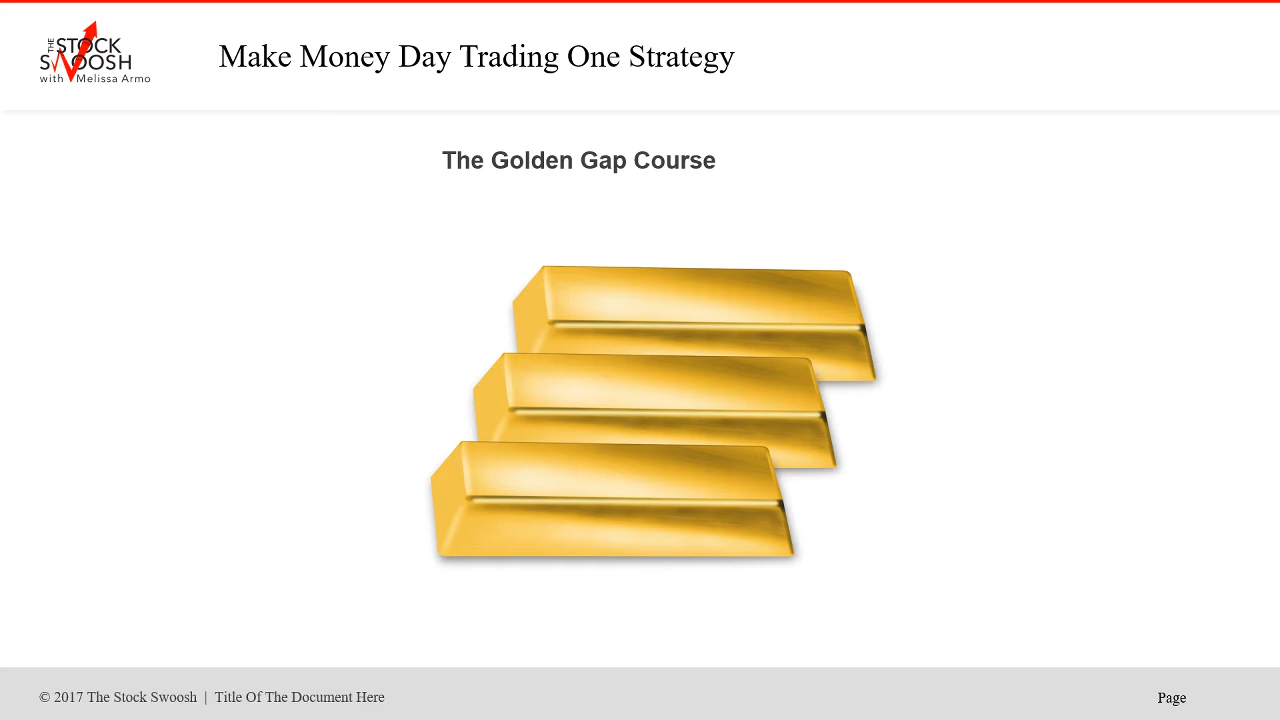 THE
STOCK
SWOOSH
with Melissa Armo
Make Money Day Trading One Strategy
The Golden Gap Course
© 2017 The Stock Swoosh | Title Of The Document Here
Page